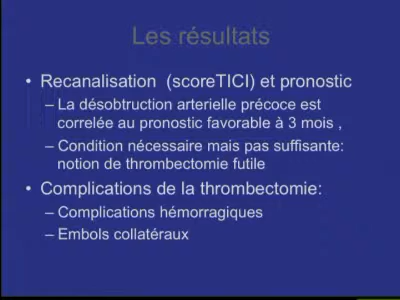 Les résultats
• Recanalisation (scoreTICI) et pronostic
– La désobtruction arterielle précoce est
correlée au pronostic favorable à 3 mois ,
– Condition nécessaire mais pas suffisante:
notion de thrombectomie futile
• Complications de la thrombectomie:
– Complications hémorragiques
– Embols collatéraux